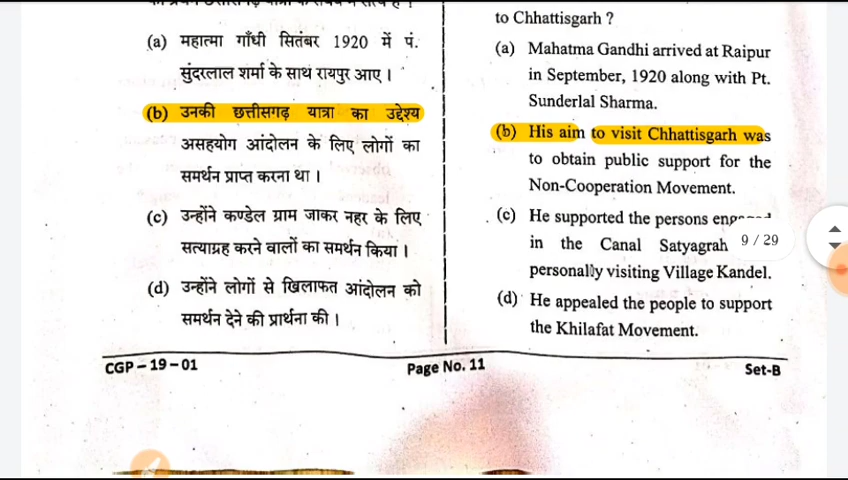 (a) महात्मा गाँधी सितंबर 1920 में पं.
सुंदरलाल शर्मा के साथ रायपुर आए ।
(b) उनकी छत्तीसगढ़ यात्रा का उद्देश्य
असहयोग आंदोलन के लिए लोगों का
समर्थन प्राप्त करना था ।
(c) उन्होंने कण्डेल ग्राम जाकर नहर के लिए
सत्याग्रह करने वालों का समर्थन किया ।
(d) उन्होंने लोगों से खिलाफत आंदोलन को
समर्थन देने की प्रार्थना की ।
to Chhattisgarh ?
(a) Mahatma Gandhi arrived at Raipur
in September, 1920 along with Pt.
Sunderlal Sharma.
(b) His aim to visit Chhattisgarh was
to obtain public support for the
Non-Cooperation Movement.
(c) He supported the persons
in the Canal Satyagrah
personally visiting Village Kandel.
(d) He appealed the people to support
the Khilafat Movement.
9 / 29
CGP – 19 – 01
Page No. 11
Set-B